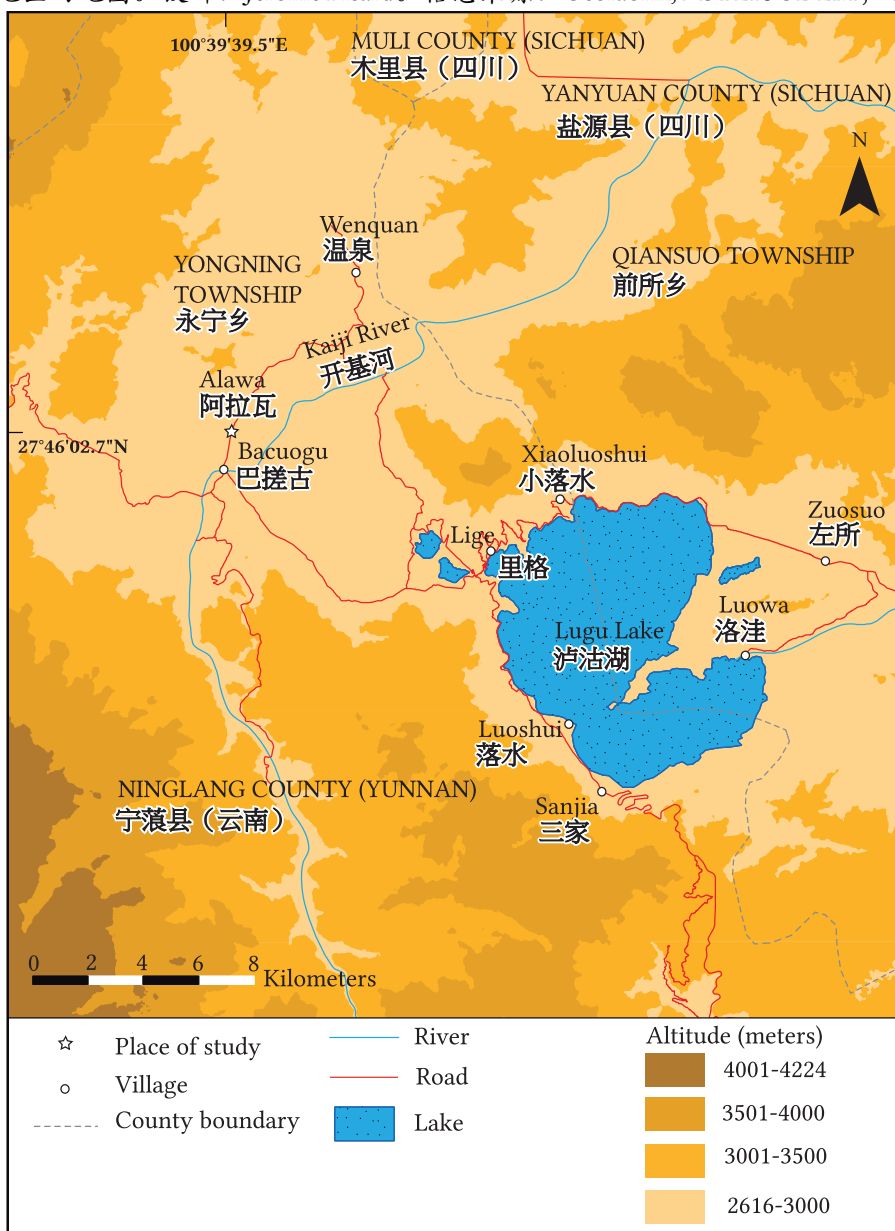 100°39'39.5"E
MULI COUNTY (SICHUAN)
木里县（四川）
YANYUAN COUNTY (SICHUAN)
盐源县（四川）
N
Wenquan
温泉
YONGNING
TOWNSHIP
永宁乡
QIANSUO TOWNSHIP
前所乡
Kaiji River
开基河
Alawa
阿拉瓦
27°46'02.7"N
Bacuogu
巴搓古
Xiaoluoshui
小落水
Zuosuo
左所
Lige
里格
Luowa
洛洼
Lugu Lake
泸沽湖
Luoshui
落水
NINGLANG COUNTY (YUNNAN)
宁蒗县（云南）
Sanjia
三家
0 2 4 6 8
Kilometers
Place of study
Village
County boundary
River
Road
Lake
Altitude (meters)
4001-4224
3501-4000
3001-3500
2616-3000